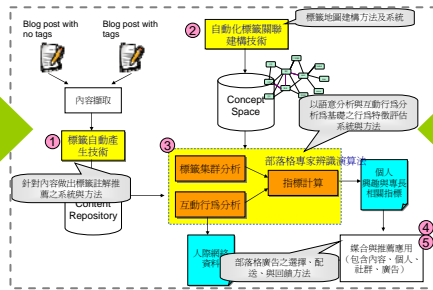 Blog post with
no tags
Blog post with
tags
內容擷取
①
標籤自動產
生技術
針對內容做出標籤註解推
薦之系統與方法
Content
Repository
②
自動化標籤關聯
建構技術
標籤地圖建構方法及系統
Concept
Space
以語意分析與互動行為分
析為基礎之行為特徵評估
系統與方法
③
部落格專家辨識演算法
標籤集群分析
互動行為分析
指標計算
個人
興趣與專長
相關指標
人際網絡
資料
部落格廣告之選擇、配
送、與回饋方法
④
⑤
媒合與推薦應用
(包含內容、個人、
社群、廣告)